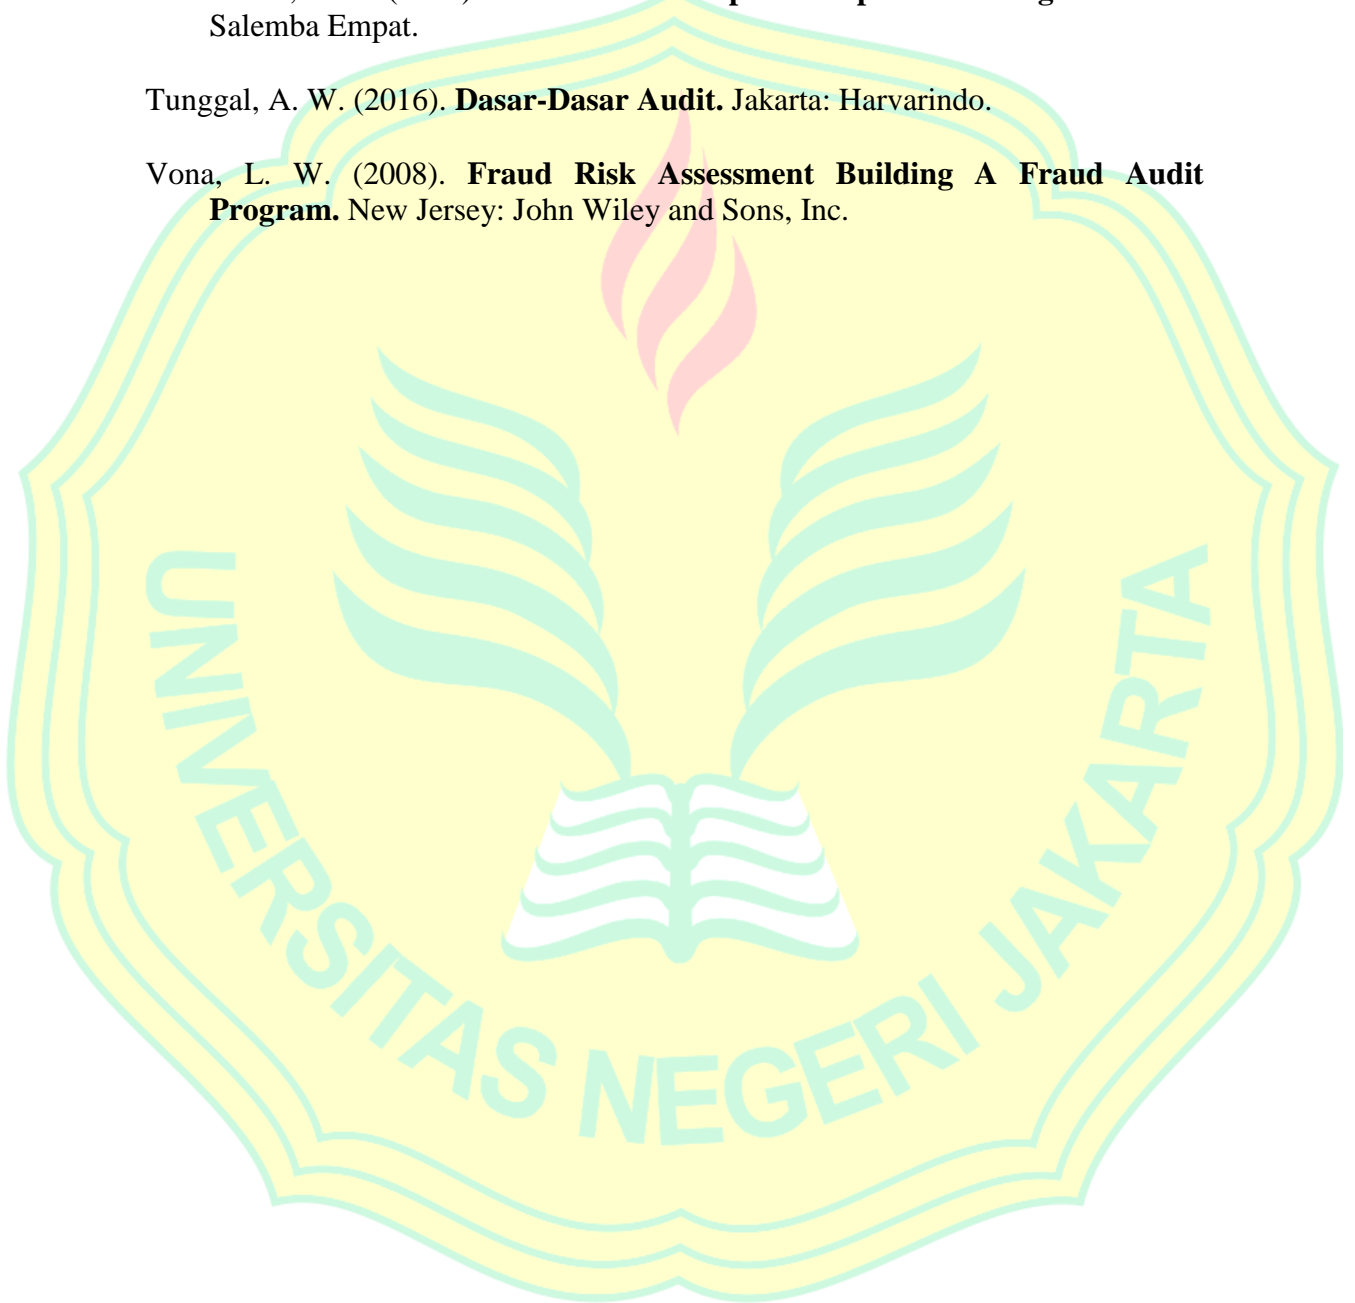 Salemba Empat.
Tunggal, A. W. (2016). Dasar-Dasar Audit. Jakarta: Harvarindo.
Vona, L. W. (2008). Fraud Risk Assessment Building A Fraud Audit
Program. New Jersey: John Wiley and Sons, Inc.
UNIVERSITAS NEGERI JAKARTA